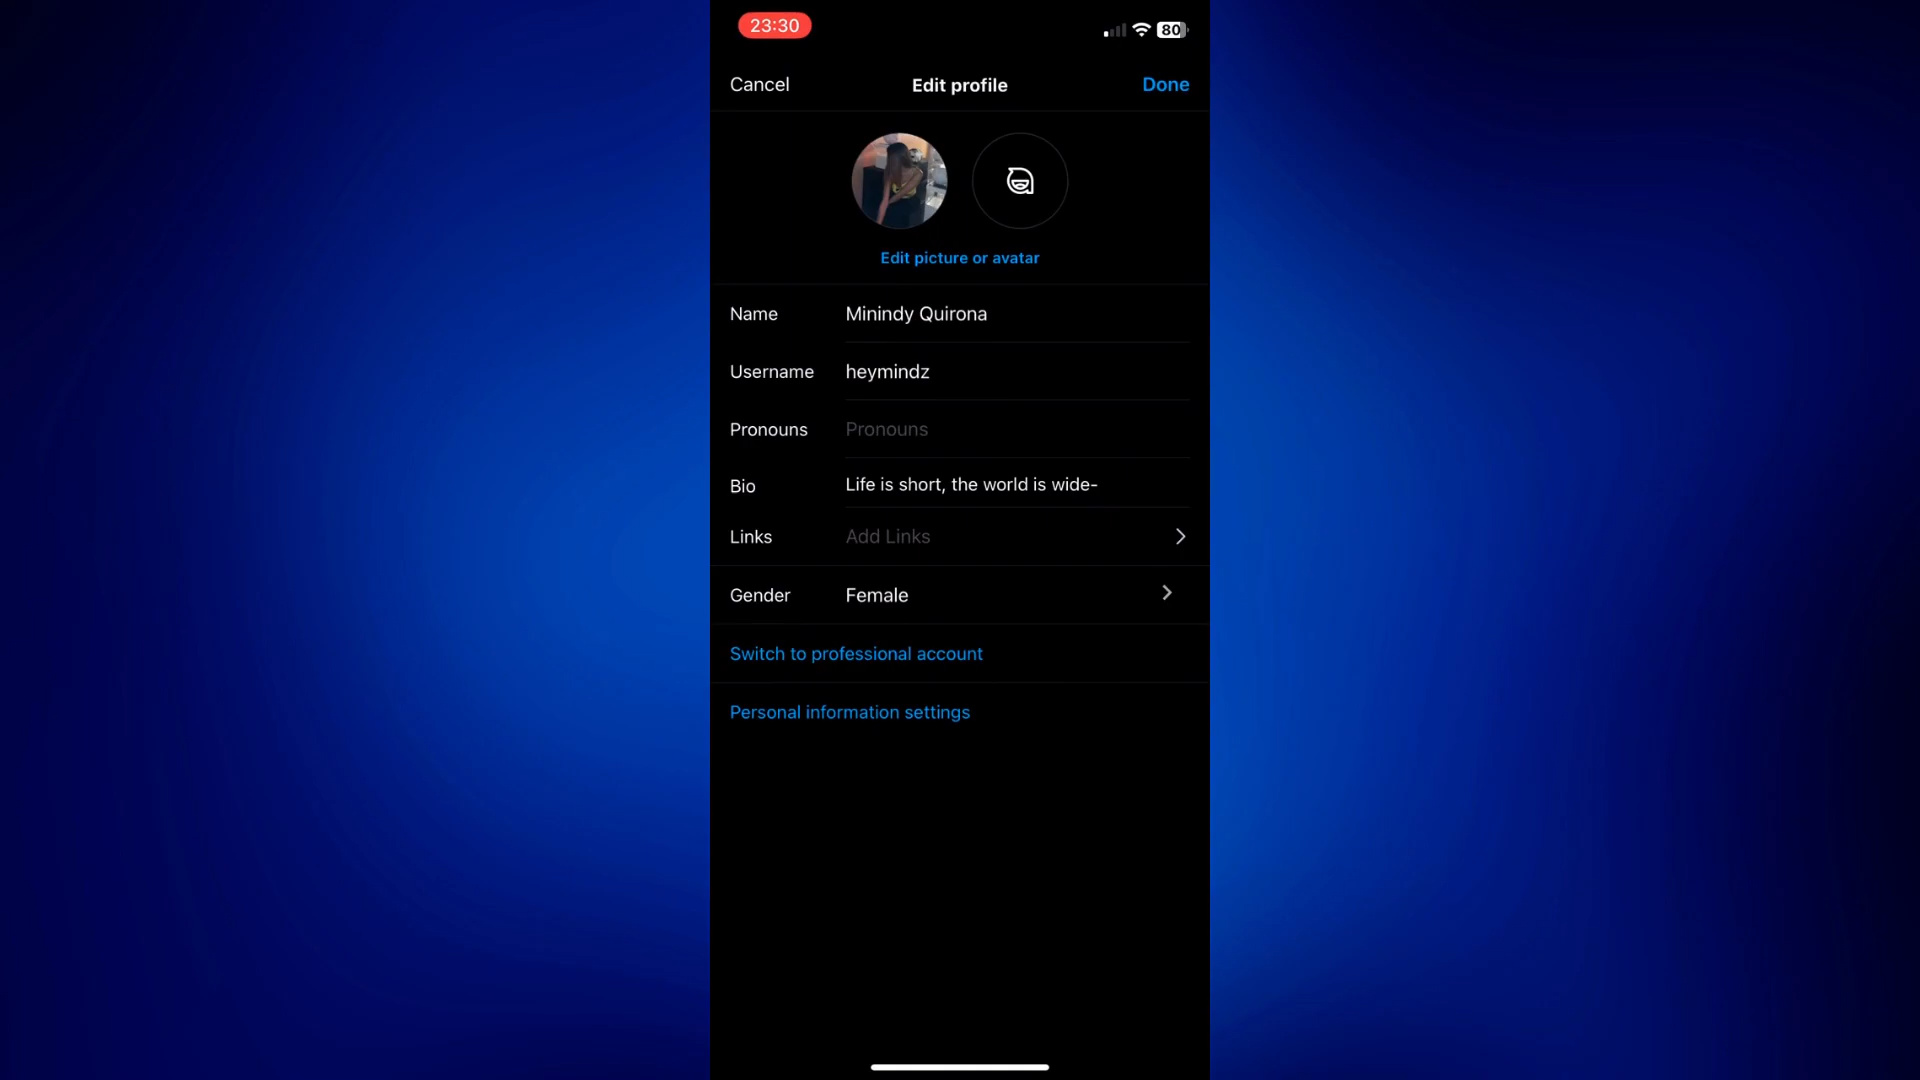 23:30
80
Cancel Edit profile Done
Edit picture or avatar
Name Minindy Quirona
Username heymindz
Pronouns Pronouns
Bio Life is short, the world is wide-
Links Add Links
Gender Female
Switch to professional account
Personal information settings